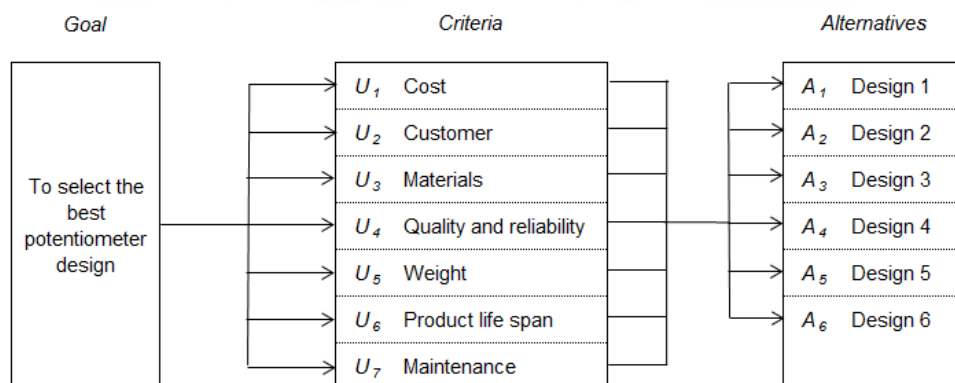 Goal
Criteria
Alternatives
To select the
best
potentiometer
design
U1 Cost
U2 Customer
U3 Materials
U4 Quality and reliability
U5 Weight
U6 Product life span
U7 Maintenance
A1 Design 1
A2 Design 2
A3 Design 3
A4 Design 4
A5 Design 5
A6 Design 6